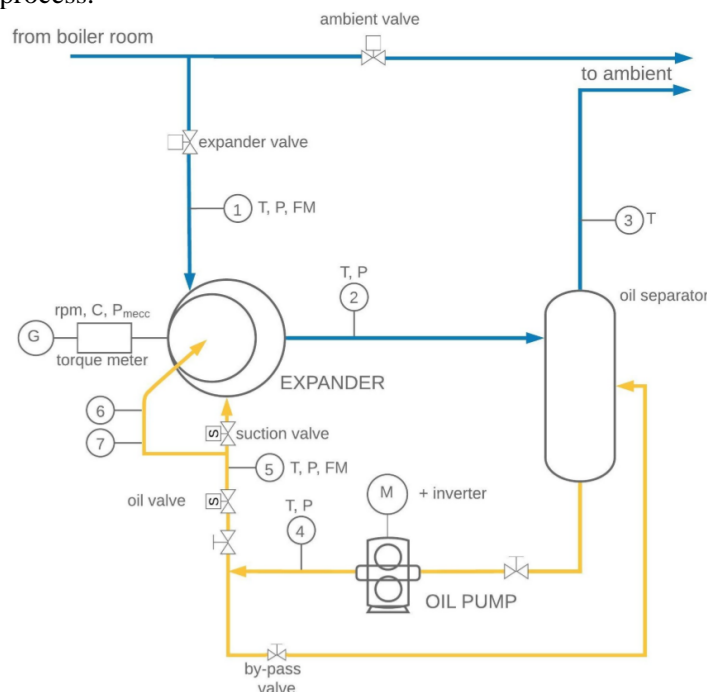 process.
ambient valve
from boiler room
to ambient
expander valve
1 T, P, FM
3 T
T, P
2
oil separator
rpm, C, Pmecc
G
torque meter
EXPANDER
6
7
S suction valve
5 T, P, FM
oil valve
S
T, P
4
M + inverter
OIL PUMP
by-pass
valve